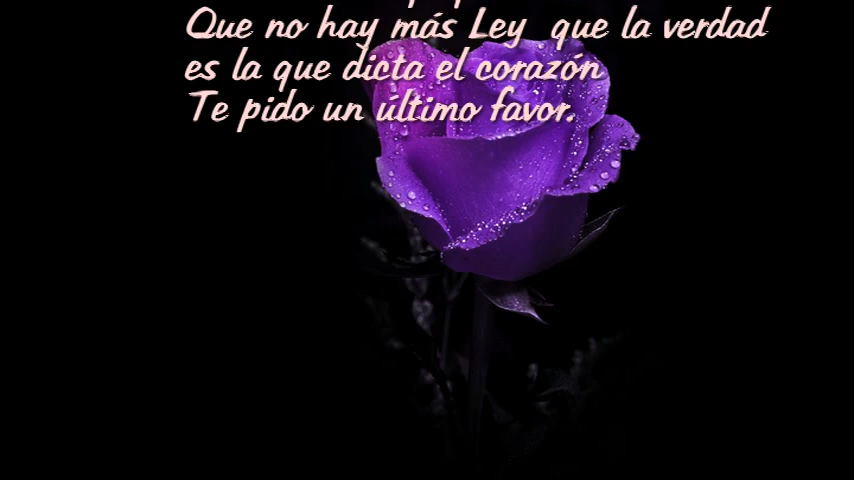 Que no hay más Ley que la verdad
es la que dicta el corazón
Te pido un último favor.